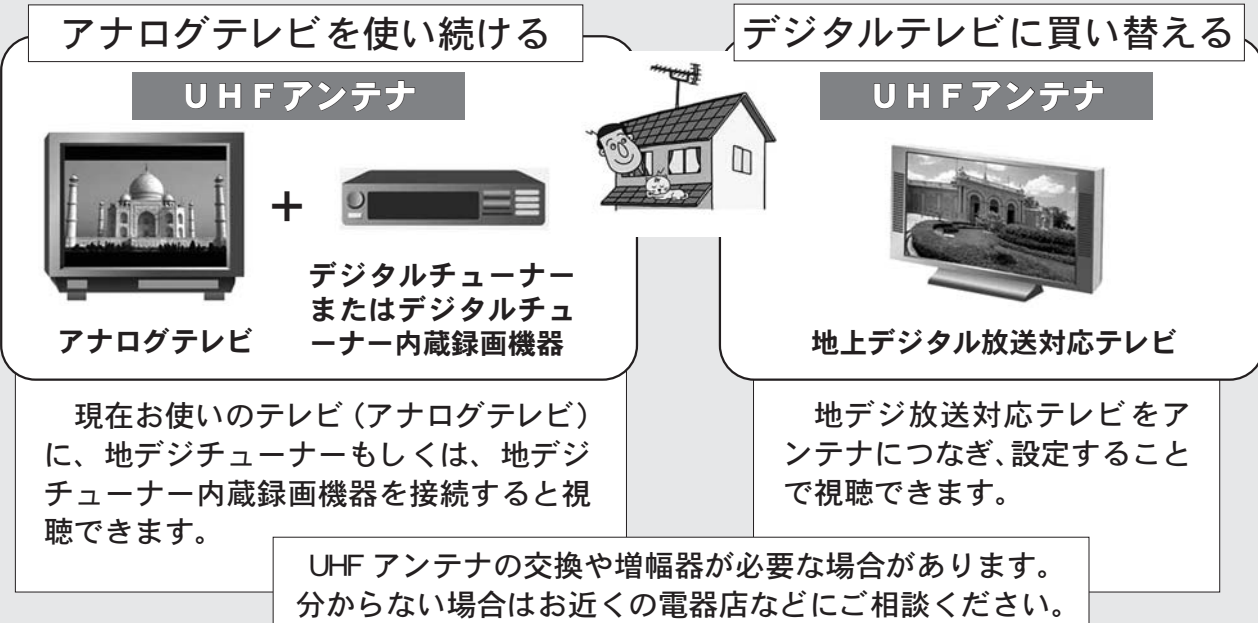 アナログテレビを使い続ける
UHFアンテナ
+
アナログテレビ
デジタルチューナー
またはデジタルチュ
ーナー内蔵録画機器
現在お使いのテレビ（アナログテレビ）
に、地デジチューナーもしくは、地デジ
チューナー内蔵録画機器を接続すると視
聴できます。
デジタルテレビに買い替える
UHFアンテナ
地上デジタル放送対応テレビ
地デジ放送対応テレビをア
ンテナにつなぎ、設定すること
で視聴できます。
UHFアンテナの交換や増幅器が必要な場合があります。
分からない場合はお近くの電器店などにご相談ください。